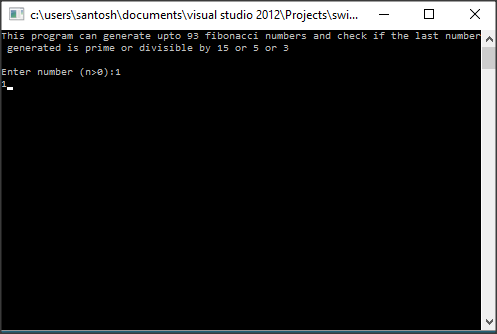 c:\users\santosh\documents\visual studio 2012\Projects\swi...
This program can generate upto 93 fibonacci numbers and check if the last number
generated is prime or divisible by 15 or 5 or 3
Enter number (n>0):1
1